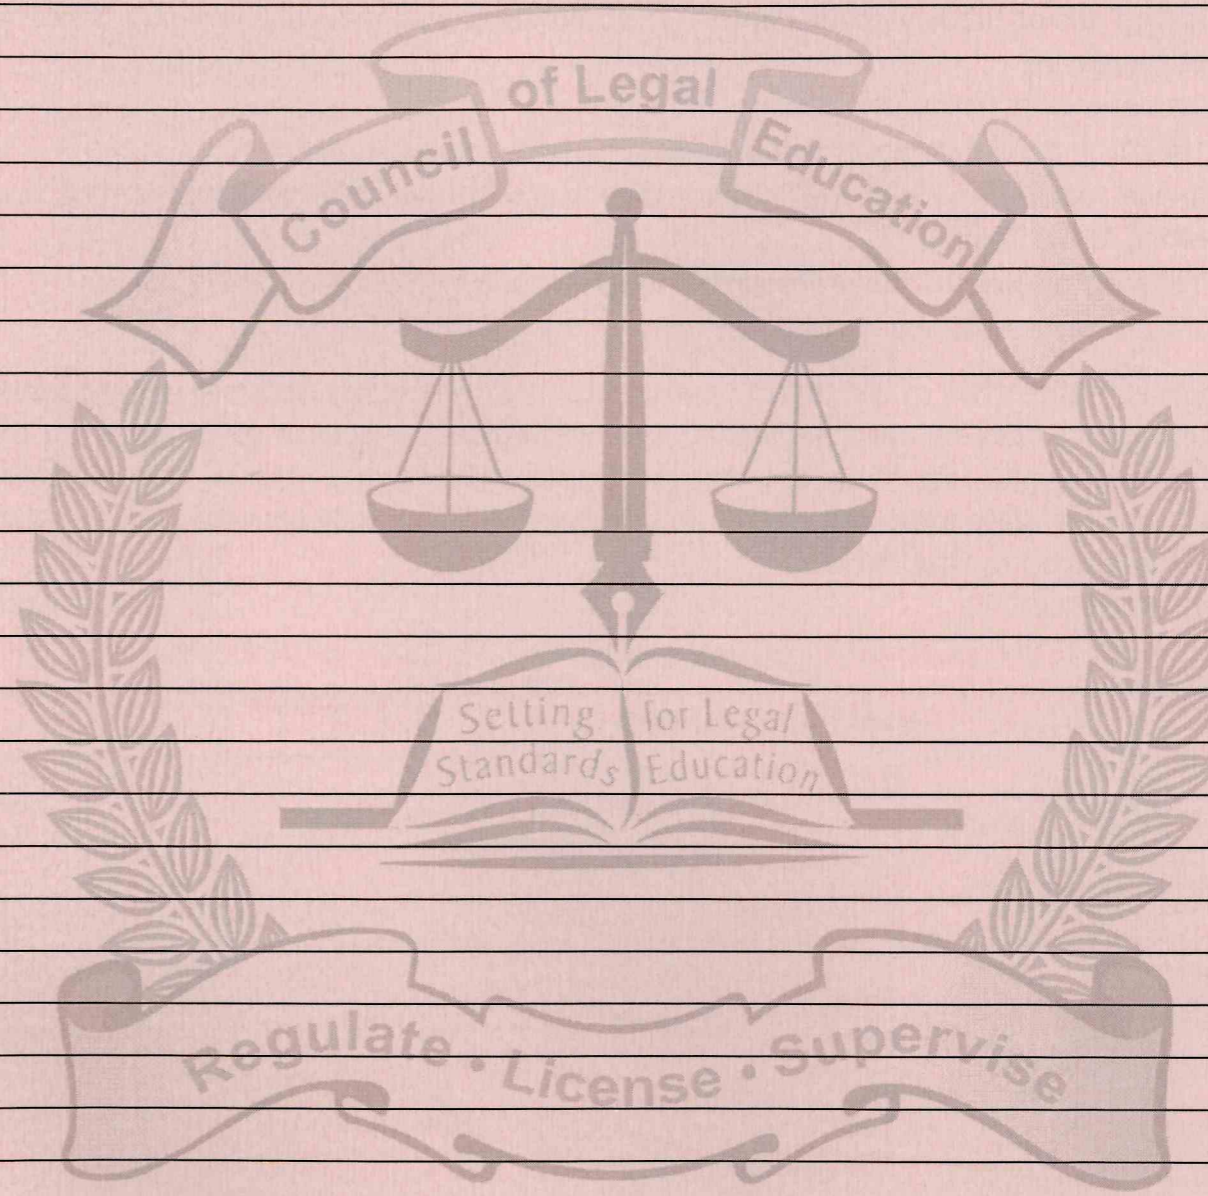 Council of Legal Education
Setting Standards for Legal Education
Regulate • License • Supervise